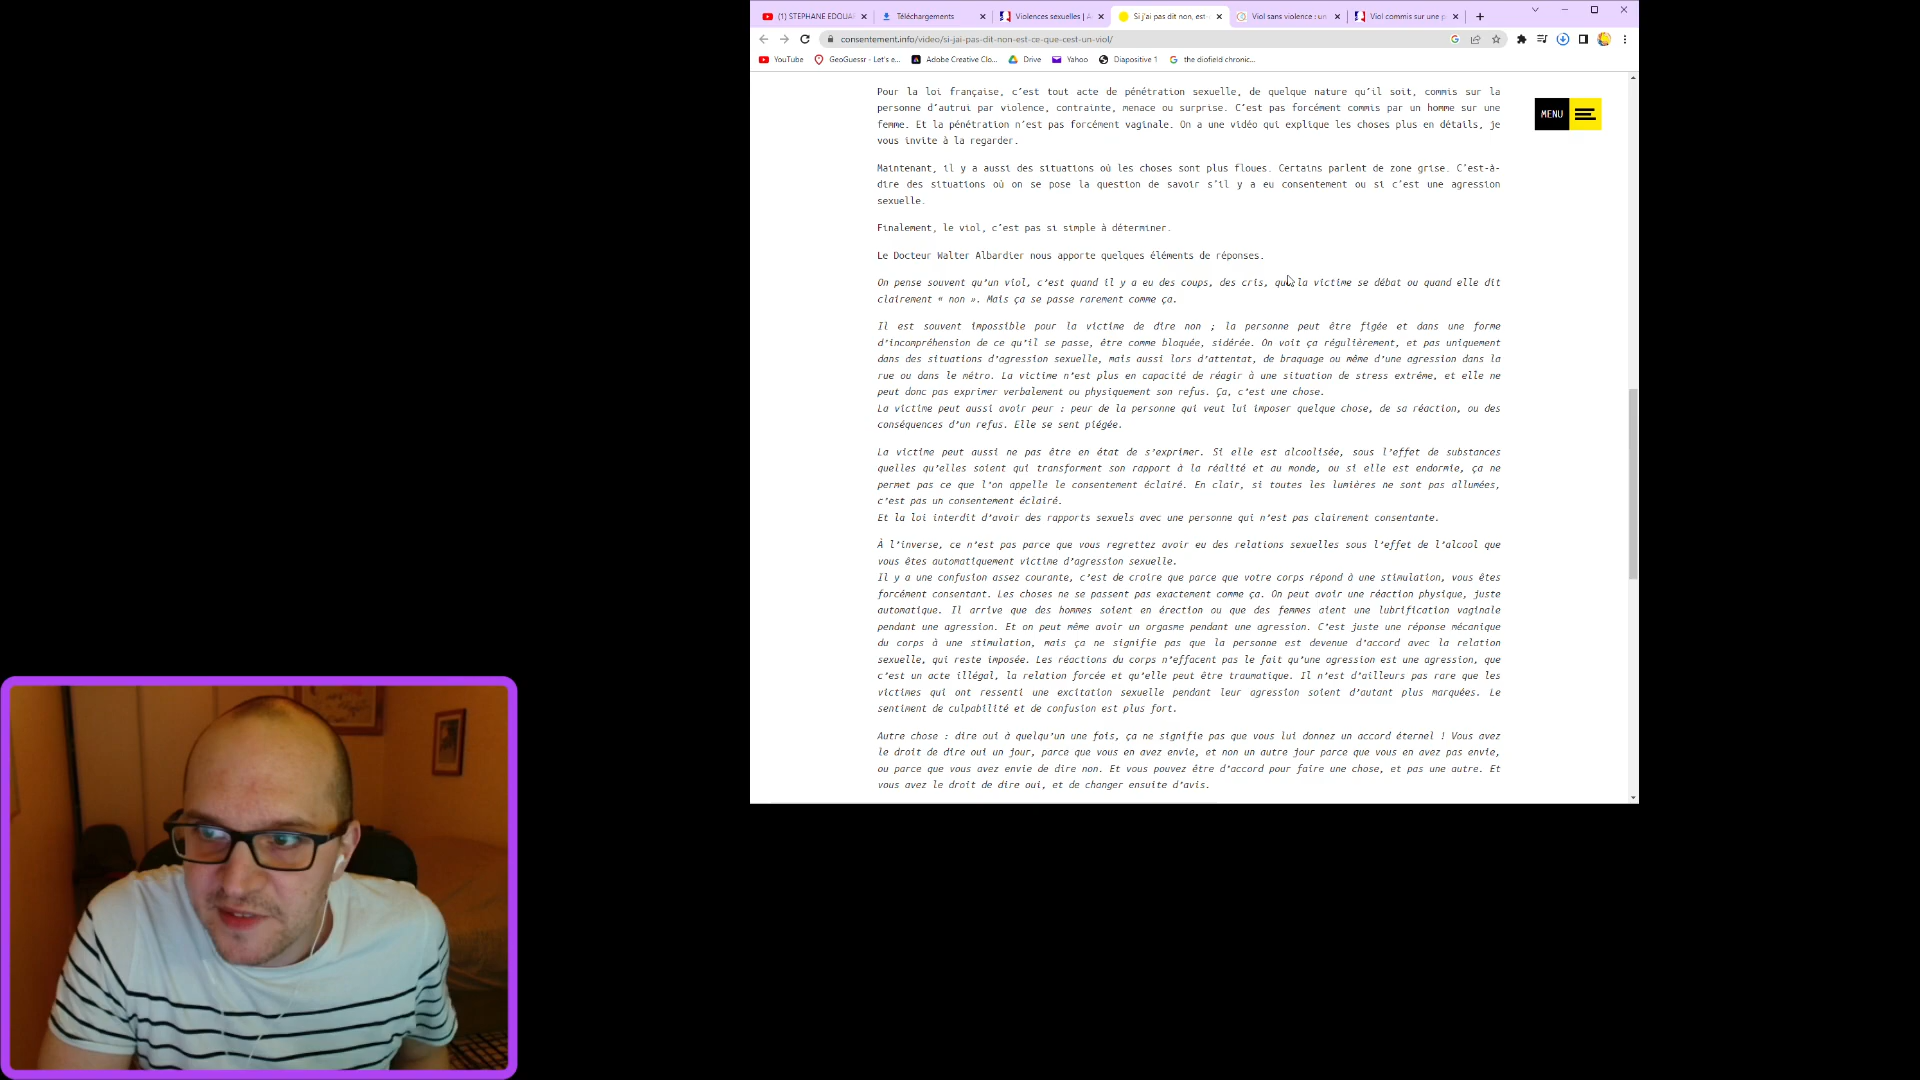 (1) STEPHANE EDOUA
Téléchargements
Violences sexuelles |
Si j'ai pas dit non, est-
Viol sans violence : un
Viol commis sur une p
consentement.info/video/si-jai-pas-dit-non-est-ce-que-cest-un-viol/
YouTube
GeoGuessr - Let's e...
Adobe Creative Clo...
Drive
Yahoo
Diapositive 1
the diofield chronic...
MENU
Pour la loi française, c’est tout acte de pénétration sexuelle, de quelque nature qu’il soit, commis sur la
personne d’autrui par violence, contrainte, menace ou surprise. C’est pas forcément commis par un homme sur une
femme. Et la pénétration n’est pas forcément vaginale. On a une vidéo qui explique les choses plus en détails, je
vous invite à la regarder.
Maintenant, il y a aussi des situations où les choses sont plus floues. Certains parlent de zone grise. C’est-à-
dire des situations où on se pose la question de savoir s’il y a eu consentement ou si c’est une agression
sexuelle.
Finalement, le viol, c’est pas si simple à déterminer.
Le Docteur Walter Albardier nous apporte quelques éléments de réponses.
On pense souvent qu’un viol, c’est quand il y a eu des coups, des cris, que la victime se débat ou quand elle dit
clairement « non ». Mais ça se passe rarement comme ça.
Il est souvent impossible pour la victime de dire non ; la personne peut être figée et dans une forme
d’incompréhension de ce qu’il se passe, être comme bloquée, sidérée. On voit ça régulièrement, et pas uniquement
dans des situations d’agression sexuelle, mais aussi lors d’attentat, de braquage ou même d’une agression dans la
rue ou dans le métro. La victime n’est plus en capacité de réagir à une situation de stress extrême, et elle ne
peut donc pas exprimer verbalement ou physiquement son refus. Ça, c’est une chose.
La victime peut aussi avoir peur : peur de la personne qui veut lui imposer quelque chose, de sa réaction, ou des
conséquences d’un refus. Elle se sent piégée.
La victime peut aussi ne pas être en état de s’exprimer. Si elle est alcoolisée, sous l’effet de substances
quelles qu’elles soient qui transforment son rapport à la réalité et au monde, ou si elle est endormie, ça ne
permet pas ce que l’on appelle le consentement éclairé. En clair, si toutes les lumières ne sont pas allumées,
c’est pas un consentement éclairé.
Et la loi interdit d’avoir des rapports sexuels avec une personne qui n’est pas clairement consentante.
À l’inverse, ce n’est pas parce que vous regrettez avoir eu des relations sexuelles sous l’effet de l’alcool que
vous êtes automatiquement victime d’agression sexuelle.
Il y a une confusion assez courante, c’est de croire que parce que votre corps répond à une stimulation, vous êtes
forcément consentant. Les choses ne se passent pas exactement comme ça. On peut avoir une réaction physique, juste
automatique. Il arrive que des hommes soient en érection ou que des femmes aient une lubrification vaginale
pendant une agression. Et on peut même avoir un orgasme pendant une agression. C’est juste une réponse mécanique
du corps à une stimulation, mais ça ne signifie pas que la personne est devenue d’accord avec la relation
sexuelle, qui reste imposée. Les réactions du corps n’effacent pas le fait qu’une agression est une agression, que
c’est un acte illégal, la relation forcée et qu’elle peut être traumatique. Il n’est d’ailleurs pas rare que les
victimes qui ont ressenti une excitation sexuelle pendant leur agression soient d’autant plus marquées. Le
sentiment de culpabilité et de confusion est plus fort.
Autre chose : dire oui à quelqu’un une fois, ça ne signifie pas que vous lui donnez un accord éternel ! Vous avez
le droit de dire oui un jour, parce que vous en avez envie, et non un autre jour parce que vous en avez pas envie,
ou parce que vous avez envie de dire non. Et vous pouvez être d’accord pour faire une chose, et pas une autre. Et
vous avez le droit de dire oui, et de changer ensuite d’avis.